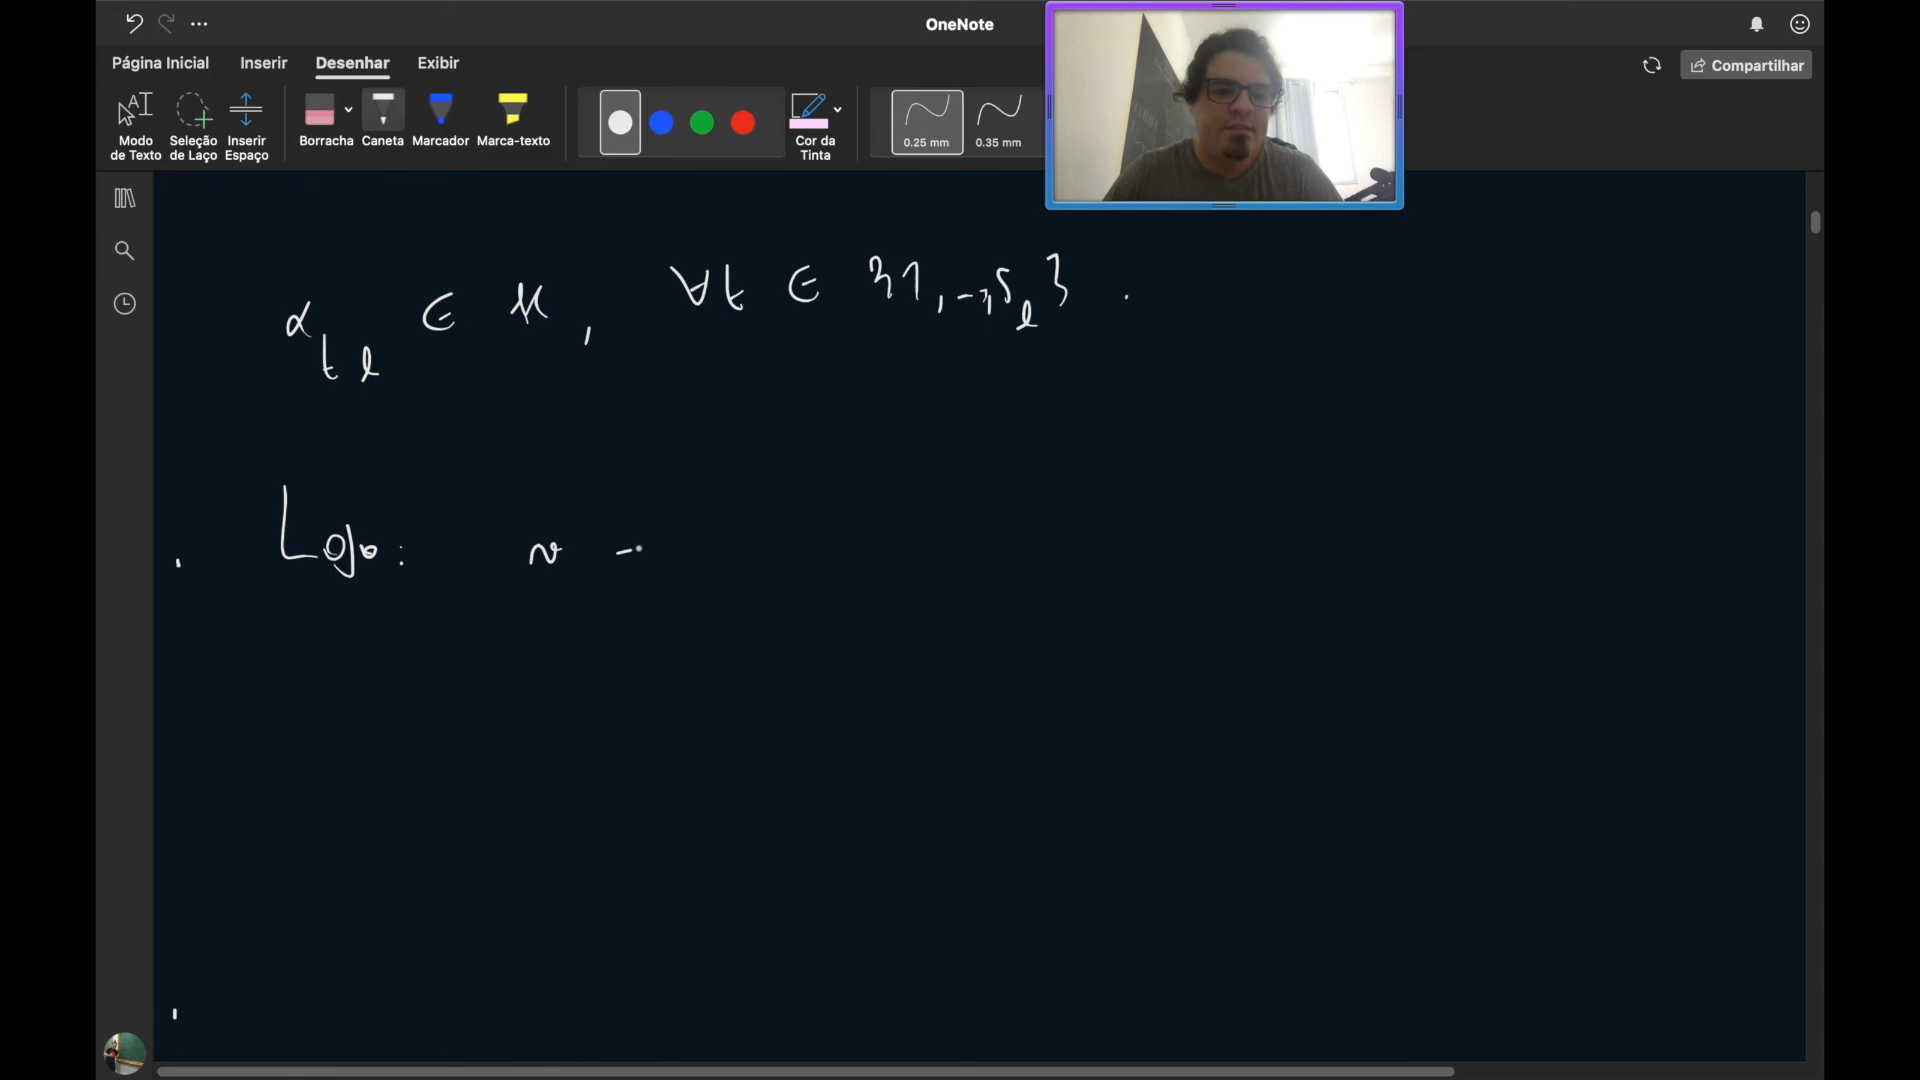 OneNote
Página Inicial Inserir Desenhar Exibir
Compartilhar
Modo de Texto Seleção de Laço Inserir Espaço Borracha Caneta Marcador Marca-texto Cor da Tinta 0.25 mm 0.35 mm
α_{tl} ∈ K, ∀t ∈ {1, ..., s_l} .
Logo: v =